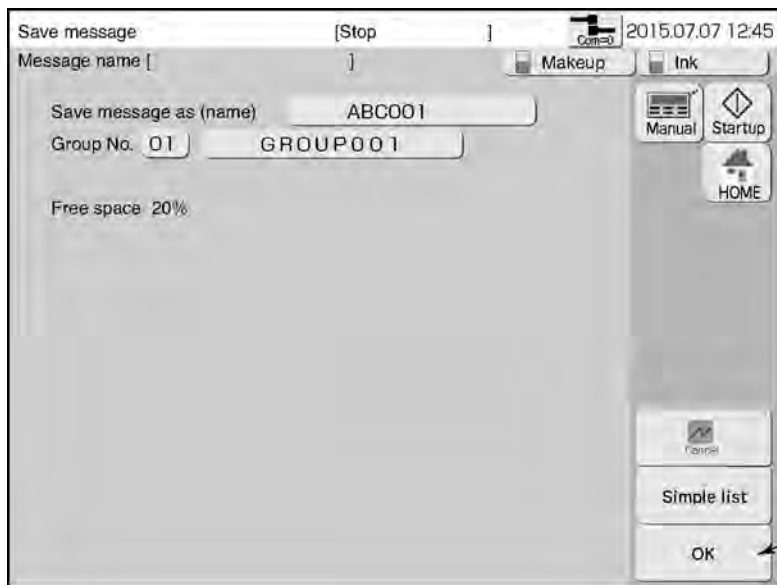 Save message [Stop ] Com=0 2015.07.07 12:45
Message name [ ] Makeup Ink
Save message as (name) ABC001
Manual Startup
Group No. 01 GROUP001
HOME
Free space 20%
Cancel
Simple list
OK